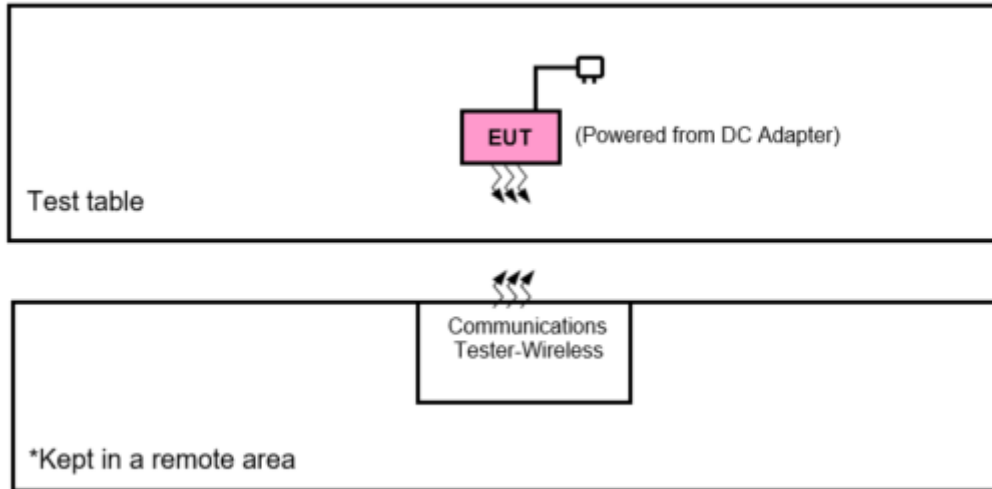 EUT
(Powered from DC Adapter)
Test table
Communications
Tester-Wireless
*Kept in a remote area